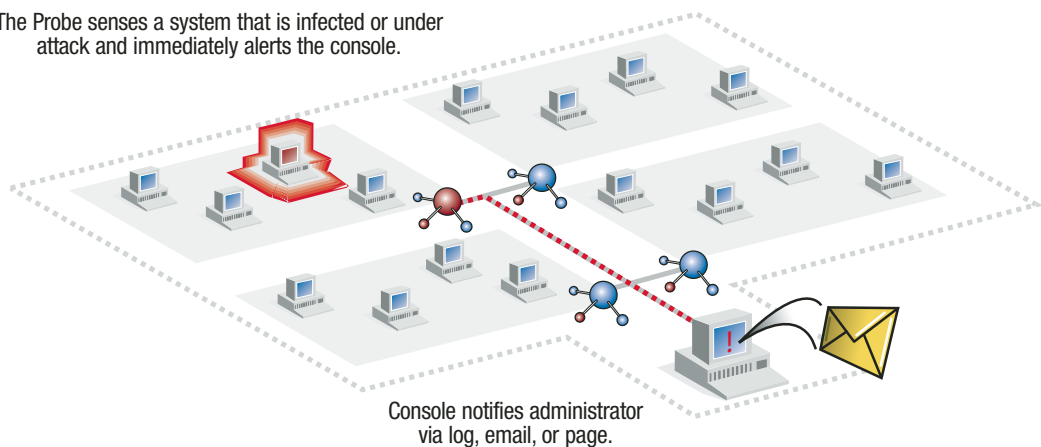 The Probe senses a system that is infected or under
attack and immediately alerts the console.
!
Console notifies administrator
via log, email, or page.